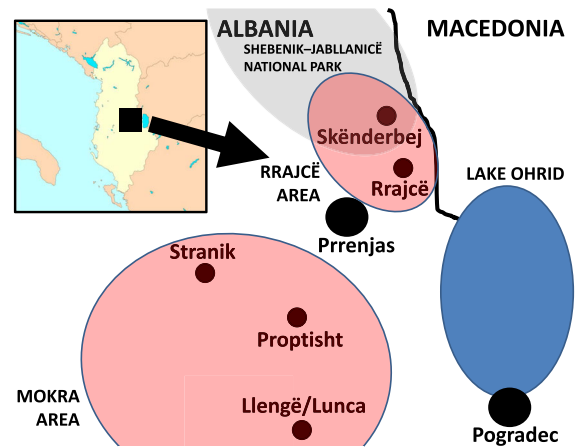 ALBANIA
MACEDONIA
SHEBENIK–JABLLANICË
NATIONAL PARK
Skënderbej
RRAJCË
AREA
Rrajcë
LAKE OHRID
Prrenjas
Stranik
Proptisht
MOKRA
AREA
Llengë/Lunca
Pogradec